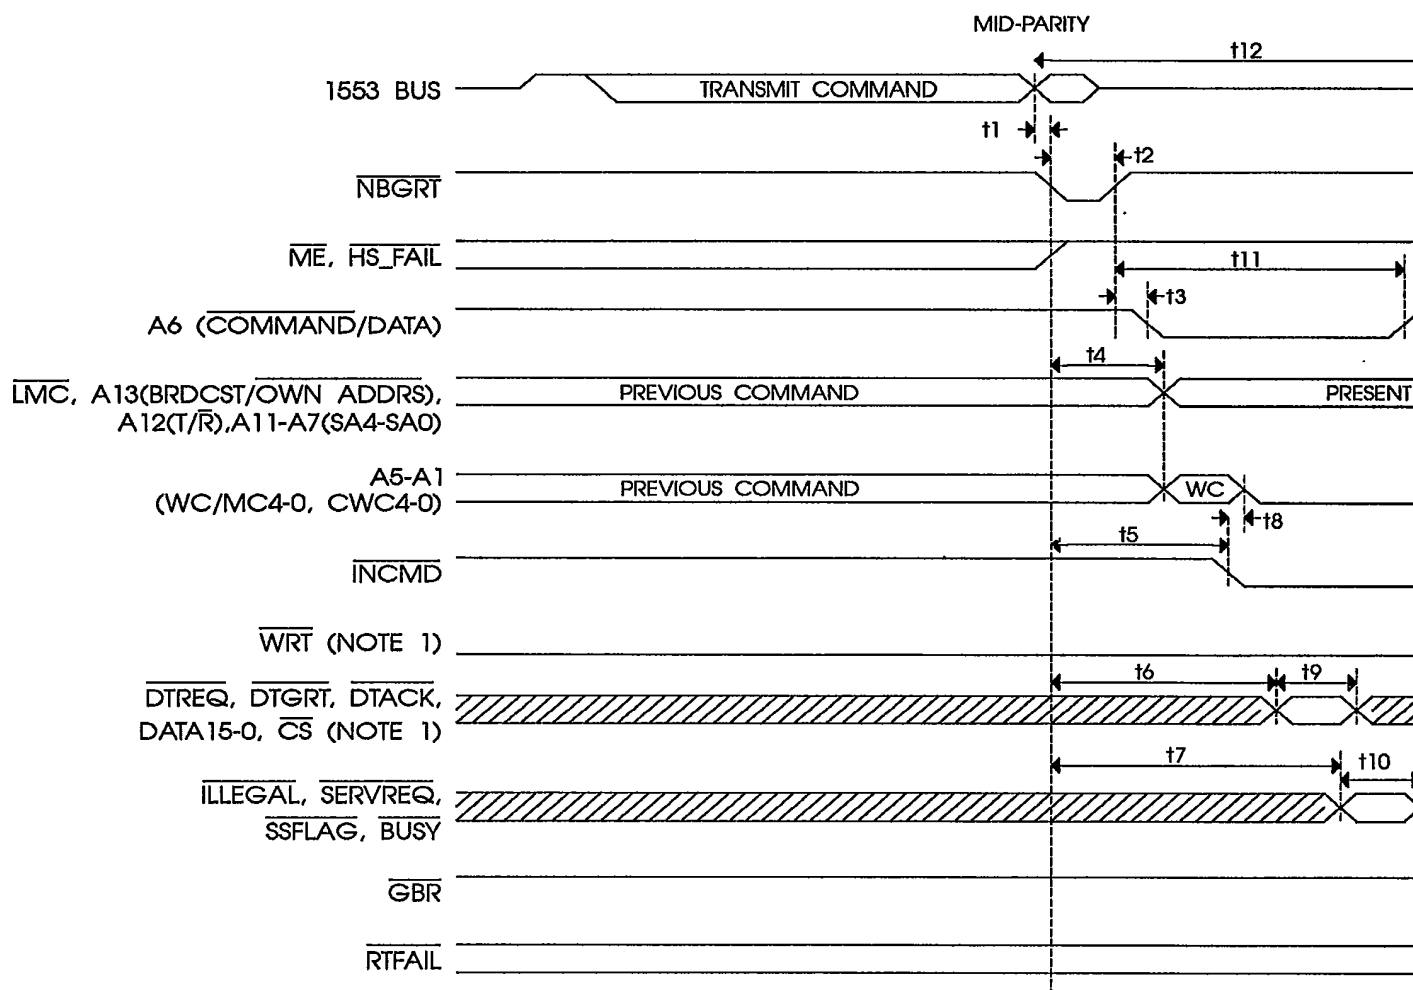 MID-PARITY
t12
1553 BUS
TRANSMIT COMMAND
t1
t2
NBGRT
ME, HS_FAIL
t11
t3
A6 (COMMAND/DATA)
t4
LMC, A13(BRDCST/OWN ADDRS),
PREVIOUS COMMAND
PRESENT
A12(T/R),A11-A7(SA4-SA0)
A5-A1
PREVIOUS COMMAND
WC
(WC/MC4-0, CWC4-0)
t8
t5
INCMD
WRT (NOTE 1)
t6
t9
DTREQ, DTGRT, DTACK,
DATA15-0, CS (NOTE 1)
t7
t10
ILLEGAL, SERVREQ,
SSFLAG, BUSY
GBR
RTFAIL